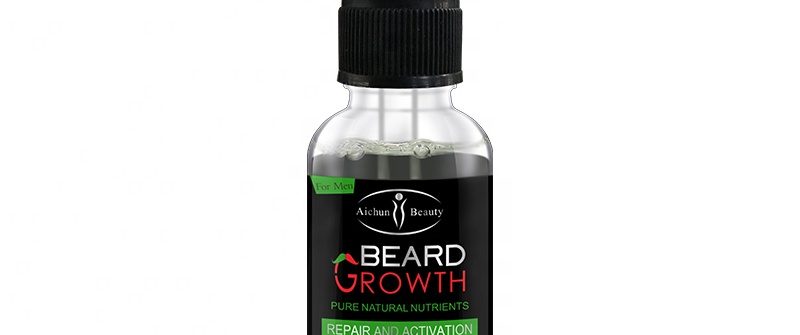 For Men
Aichun Beauty
BEARD
GROWTH
PURE NATURAL NUTRIENTS
REPAIR AND ACTIVATION